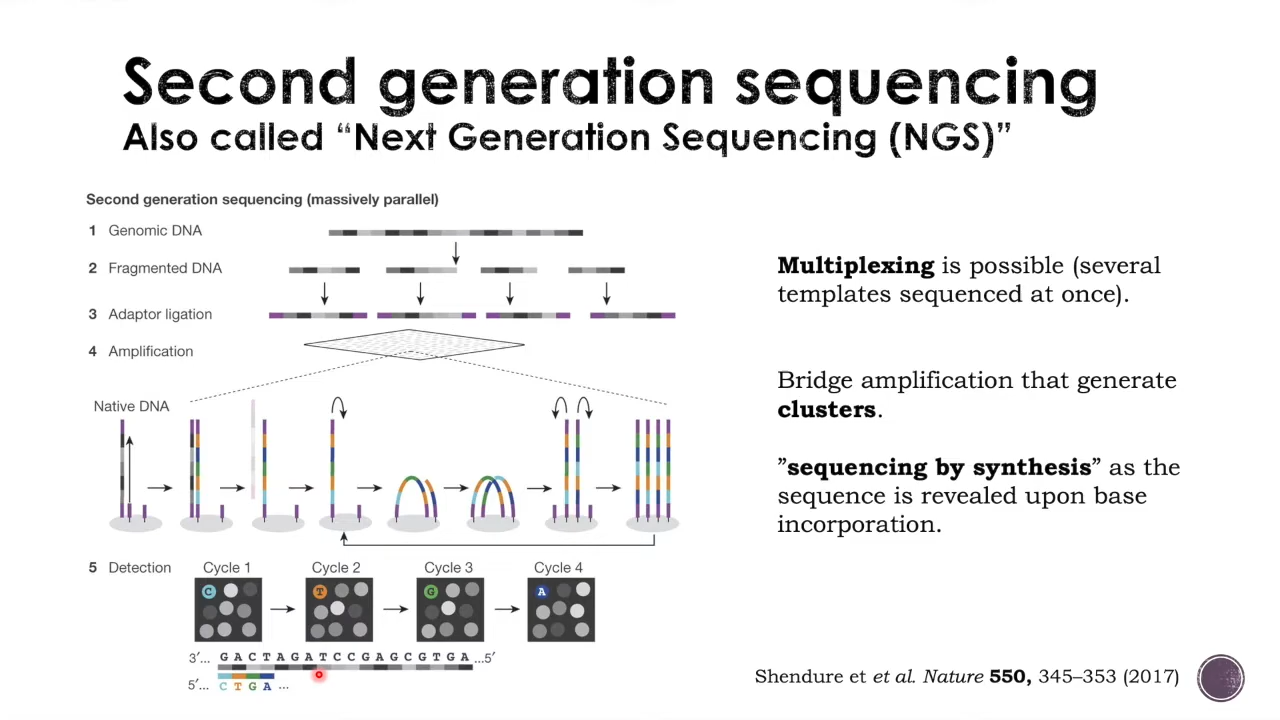 Second generation sequencing
Also called “Next Generation Sequencing (NGS)”
Second generation sequencing (massively parallel)
1 Genomic DNA
2 Fragmented DNA
3 Adaptor ligation
4 Amplification
Native DNA
5 Detection
Cycle 1
Cycle 2
Cycle 3
Cycle 4
C
T
G
A
3′... G A C T A G A T C C G A G C G T G A ...5′
5′... C T G A ...
Multiplexing is possible (several
templates sequenced at once).
Bridge amplification that generate
clusters.
”sequencing by synthesis” as the
sequence is revealed upon base
incorporation.
Shendure et et al. Nature 550, 345–353 (2017)